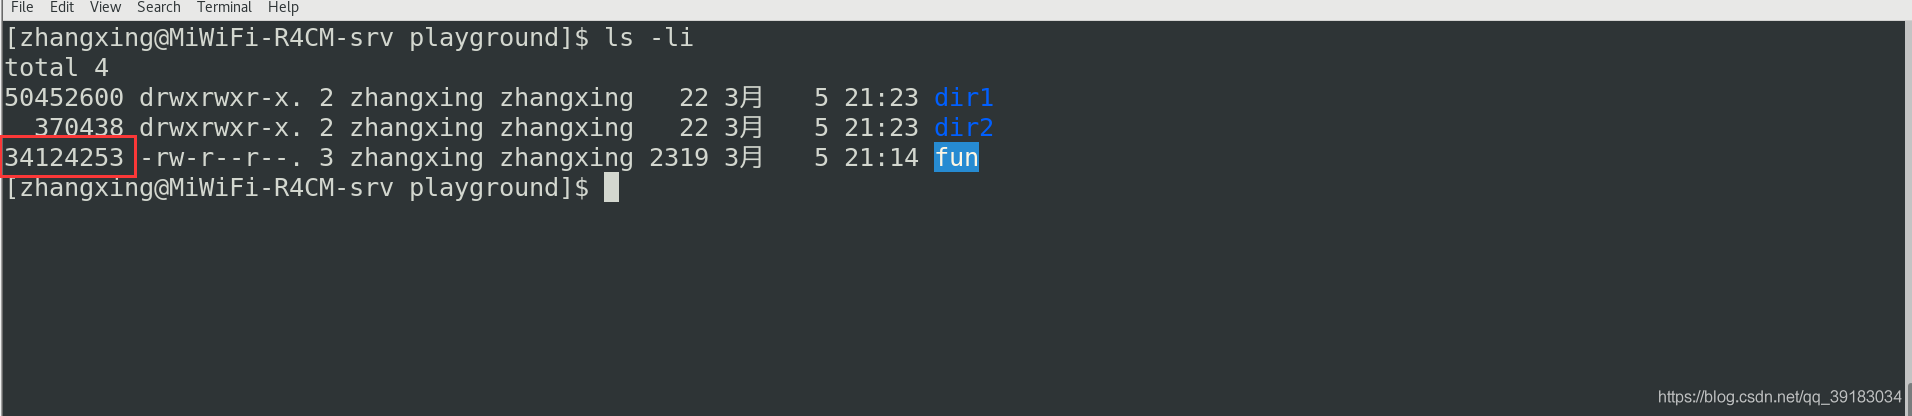 File Edit View Search Terminal Help
[zhangxing@MiWiFi-R4CM-srv playground]$ ls -li
total 4
50452600 drwxrwxr-x. 2 zhangxing zhangxing   22 3月   5 21:23 dir1
  370438 drwxrwxr-x. 2 zhangxing zhangxing   22 3月   5 21:23 dir2
34124253 -rw-r--r--. 3 zhangxing zhangxing 2319 3月   5 21:14 fun
[zhangxing@MiWiFi-R4CM-srv playground]$
https://blog.csdn.net/qq_39183034